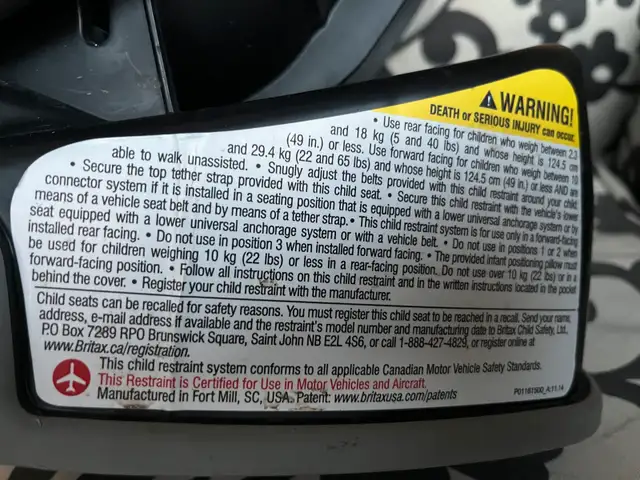 WARNING!
DEATH or SERIOUS INJURY can occur.
• Use rear facing for children who weigh between 2.3
and 18 kg (5 and 40 lbs) and whose height is 124.5 cm
(49 in.) or less. Use forward facing for children who weigh between 10
and 29.4 kg (22 and 65 lbs) and whose height is 124.5 cm (49 in.) or less AND are
able to walk unassisted. • Snugly adjust the belts provided with this child restraint around your child.
• Secure the top tether strap provided with this child seat. • Secure this child restraint with the vehicle's lower
connector system if it is installed in a seating position that is equipped with a lower universal anchorage system or by
means of a vehicle seat belt and by means of a tether strap. • This child restraint system is for use only in a forward-facing
seat equipped with a lower universal anchorage system or with a vehicle belt. • Do not use in positions 1 or 2 when
installed rear facing. • Do not use in position 3 when installed forward facing. • The provided infant positioning pillow must
be used for children weighing 10 kg (22 lbs) or less in a rear-facing position. Do not use over 10 kg (22 lbs) or in a
forward-facing position. • Follow all instructions on this child restraint and in the written instructions located in the pocket
behind the cover. • Register your child restraint with the manufacturer.
Child seats can be recalled for safety reasons. You must register this child seat to be reached in a recall. Send your name,
address, e-mail address if available and the restraint's model number and manufacturing date to Britax Child Safety, Ltd.,
PO Box 7289 RPO Brunswick Square, Saint John NB E2L 4S6, or call 1-888-427-4829, or register online at
www.Britax.ca/registration.
This child restraint system conforms to all applicable Canadian Motor Vehicle Safety Standards.
This Restraint is Certified for Use in Motor Vehicles and Aircraft.
Manufactured in Fort Mill, SC, USA. Patent: www.britaxusa.com/patents
P01187500_A.11.14